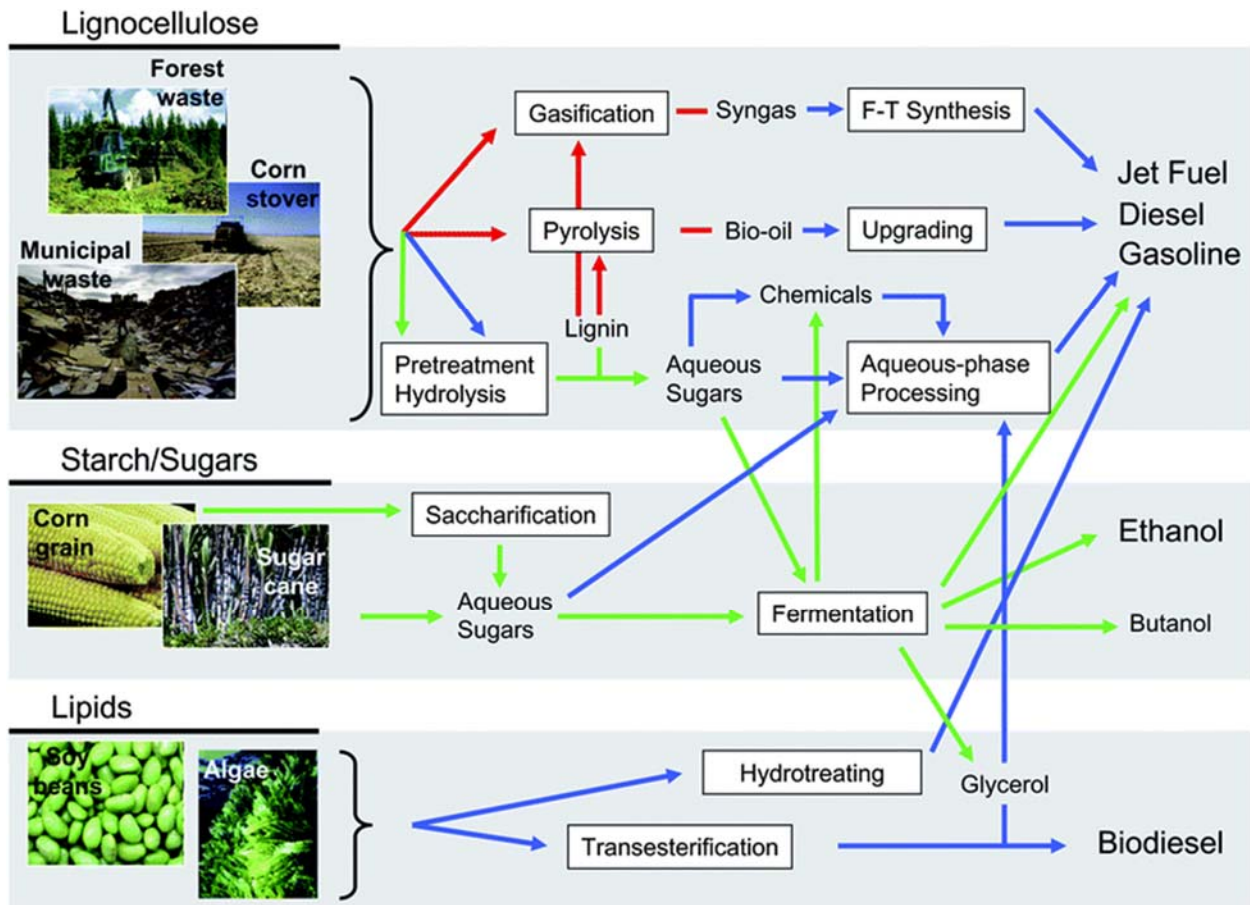 Lignocellulose
Forest
waste
Corn
stover
Municipal
waste
Gasification
Syngas
F-T Synthesis
Pyrolysis
Bio-oil
Upgrading
Jet Fuel
Diesel
Gasoline
Lignin
Chemicals
Pretreatment
Hydrolysis
Aqueous
Sugars
Aqueous-phase
Processing
Starch/Sugars
Corn
grain
Sugar
cane
Saccharification
Aqueous
Sugars
Fermentation
Ethanol
Butanol
Lipids
Soy
beans
Algae
Hydrotreating
Glycerol
Transesterification
Biodiesel